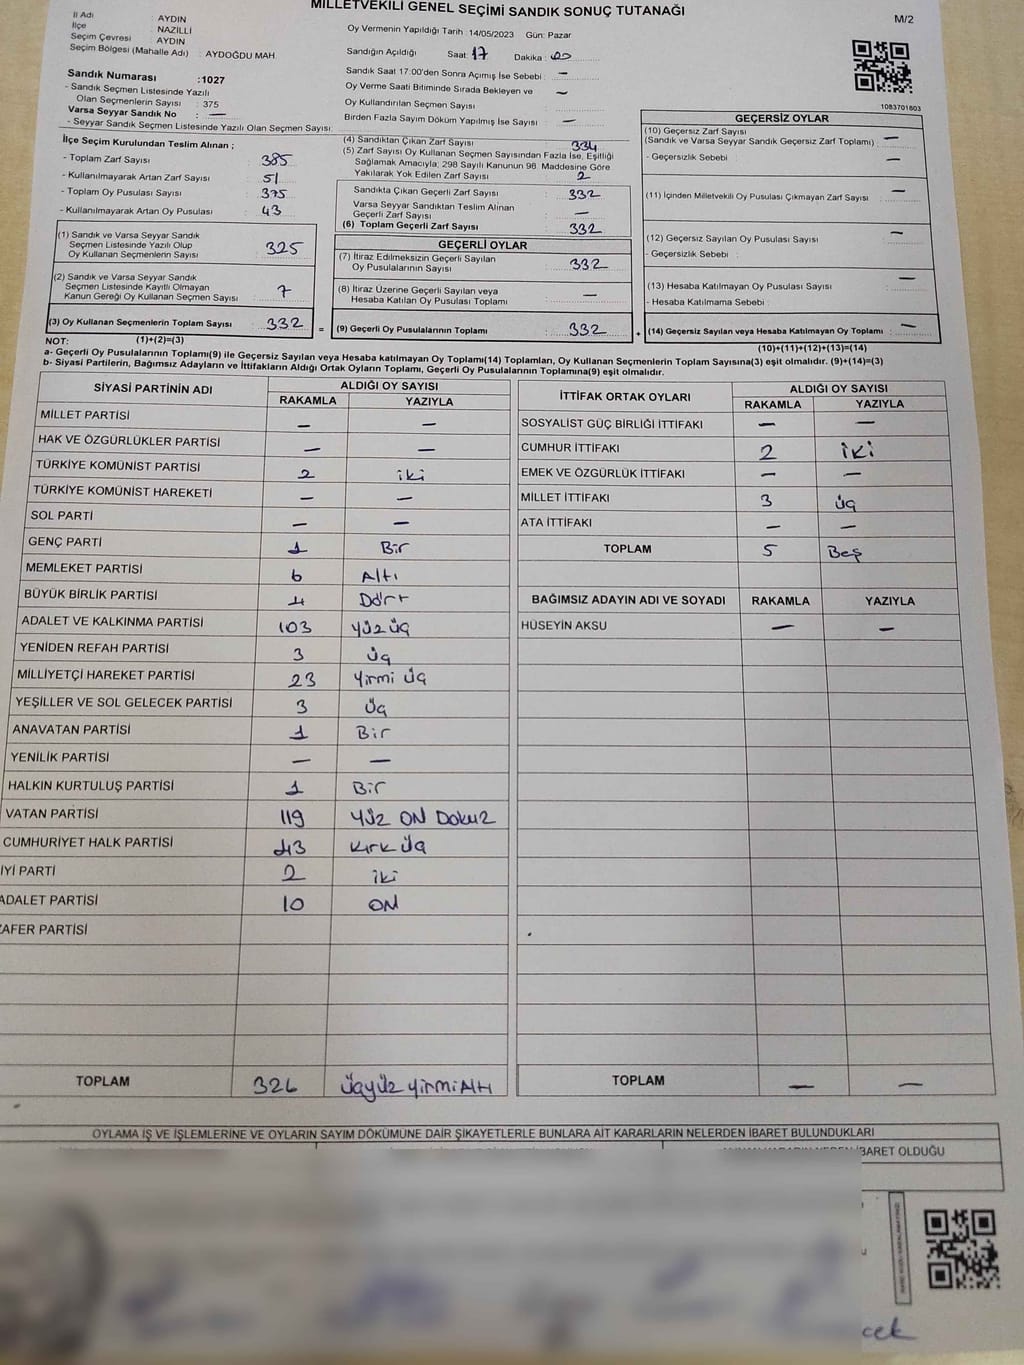 MİLLETVEKİLİ GENEL SEÇİMİ SANDIK SONUÇ TUTANAĞI
M/2
İl Adı : AYDIN
İlçe : NAZİLLİ
Seçim Çevresi : AYDIN
Seçim Bölgesi (Mahalle Adı) : AYDOĞDU MAH.
Oy Vermenin Yapıldığı Tarih : 14/05/2023 Gün: Pazar
Sandığın Açıldığı Saat: 17 Dakika: 00
Sandık Saat 17:00'den Sonra Açımış İse Sebebi : —
Oy Verme Saati Bitiminde Sırada Bekleyen ve —
Oy Kullandırılan Seçmen Sayısı :
Birden Fazla Sayım Döküm Yapılmış İse Sayısı : —
1083701803
Sandık Numarası :1027
- Sandık Seçmen Listesinde Yazılı
Olan Seçmenlerin Sayısı : 375
Varsa Seyyar Sandık No : —
- Seyyar Sandık Seçmen Listesinde Yazılı Olan Seçmen Sayısı:
İlçe Seçim Kurulundan Teslim Alınan ;
- Toplam Zarf Sayısı : 385
- Kullanılmayarak Artan Zarf Sayısı : 51
- Toplam Oy Pusulası Sayısı : 375
- Kullanılmayarak Artan Oy Pusulası : 43
(1) Sandık ve Varsa Seyyar Sandık
Seçmen Listesinde Yazılı Olup
Oy Kullanan Seçmenlerin Sayısı : 325
(2) Sandık ve Varsa Seyyar Sandık
Seçmen Listesinde Kayıtlı Olmayan
Kanun Gereği Oy Kullanan Seçmen Sayısı : 7
(3) Oy Kullanan Seçmenlerin Toplam Sayısı : 332 =
(4) Sandıktan Çıkan Zarf Sayısı : 334
(5) Zarf Sayısı Oy Kullanan Seçmen Sayısından Fazla İse, Eşitliği
Sağlamak Amacıyla, 298 Sayılı Kanunun 98. Maddesine Göre
Yakılarak Yok Edilen Zarf Sayısı : 2
Sandıkta Çıkan Geçerli Zarf Sayısı : 332
Varsa Seyyar Sandıktan Teslim Alınan
Geçerli Zarf Sayısı : —
(6) Toplam Geçerli Zarf Sayısı : 332
GEÇERLİ OYLAR
(7) İtiraz Edilmeksizin Geçerli Sayılan
Oy Pusulalarının Sayısı : 332
(8) İtiraz Üzerine Geçerli Sayılan veya
Hesaba Katılan Oy Pusulası Toplamı : —
(9) Geçerli Oy Pusulalarının Toplamı : 332 +
GEÇERSİZ OYLAR
(10) Geçersiz Zarf Sayısı
(Sandık ve Varsa Seyyar Sandık Geçersiz Zarf Toplamı) : —
- Geçersizlik Sebebi : —
(11) İçinden Milletvekili Oy Pusulası Çıkmayan Zarf Sayısı : —
(12) Geçersiz Sayılan Oy Pusulası Sayısı : —
- Geçersizlik Sebebi :
(13) Hesaba Katılmayan Oy Pusulası Sayısı : —
- Hesaba Katılmama Sebebi :
(14) Geçersiz Sayılan veya Hesaba Katılmayan Oy Toplamı : —
NOT: (1)+(2)=(3)
(10)+(11)+(12)+(13)=(14)
a- Geçerli Oy Pusulalarının Toplamı(9) ile Geçersiz Sayılan veya Hesaba katılmayan Oy Toplamı(14) Toplamları, Oy Kullanan Seçmenlerin Toplam Sayısına(3) eşit olmalıdır. (9)+(14)=(3)
b- Siyasi Partilerin, Bağımsız Adayların ve İttifakların Aldığı Ortak Oyların Toplamı, Geçerli Oy Pusulalarının Toplamına(9) eşit olmalıdır.
SİYASİ PARTİNİN ADI ALDIĞI OY SAYISI
RAKAMLA YAZIYLA
MİLLET PARTİSİ — —
HAK VE ÖZGÜRLÜKLER PARTİSİ — —
TÜRKİYE KOMÜNİST PARTİSİ 2 iki
TÜRKİYE KOMÜNİST HAREKETİ — —
SOL PARTİ — —
GENÇ PARTİ 1 Bir
MEMLEKET PARTİSİ 6 Altı
BÜYÜK BİRLİK PARTİSİ 4 Dört
ADALET VE KALKINMA PARTİSİ 103 YÜZ ÜÇ
YENİDEN REFAH PARTİSİ 3 Üç
MİLLİYETÇİ HAREKET PARTİSİ 23 Yirmi Üç
YEŞİLLER VE SOL GELECEK PARTİSİ 3 Üç
ANAVATAN PARTİSİ 1 Bir
YENİLİK PARTİSİ — —
HALKIN KURTULUŞ PARTİSİ 1 Bir
VATAN PARTİSİ 119 YÜZ ON DOKUZ
CUMHURİYET HALK PARTİSİ 43 Kırk Üç
İYİ PARTİ 2 iki
ADALET PARTİSİ 10 ON
ZAFER PARTİSİ
TOPLAM 326 Üçyüz YirmiAltı
İTTİFAK ORTAK OYLARI ALDIĞI OY SAYISI
RAKAMLA YAZIYLA
SOSYALİST GÜÇ BİRLİĞİ İTTİFAKI — —
CUMHUR İTTİFAKI 2 iki
EMEK VE ÖZGÜRLÜK İTTİFAKI — —
MİLLET İTTİFAKI 3 üç
ATA İTTİFAKI — —
TOPLAM 5 Beş
BAĞIMSIZ ADAYIN ADI VE SOYADI RAKAMLA YAZIYLA
HÜSEYİN AKSU — —
TOPLAM — —
OYLAMA İŞ VE İŞLEMLERİNE VE OYLARIN SAYIM DÖKÜMÜNE DAİR ŞİKAYETLERLE BUNLARA AİT KARARLARIN NELERDEN İBARET BULUNDUKLARI
İBARET OLDUĞU
cek